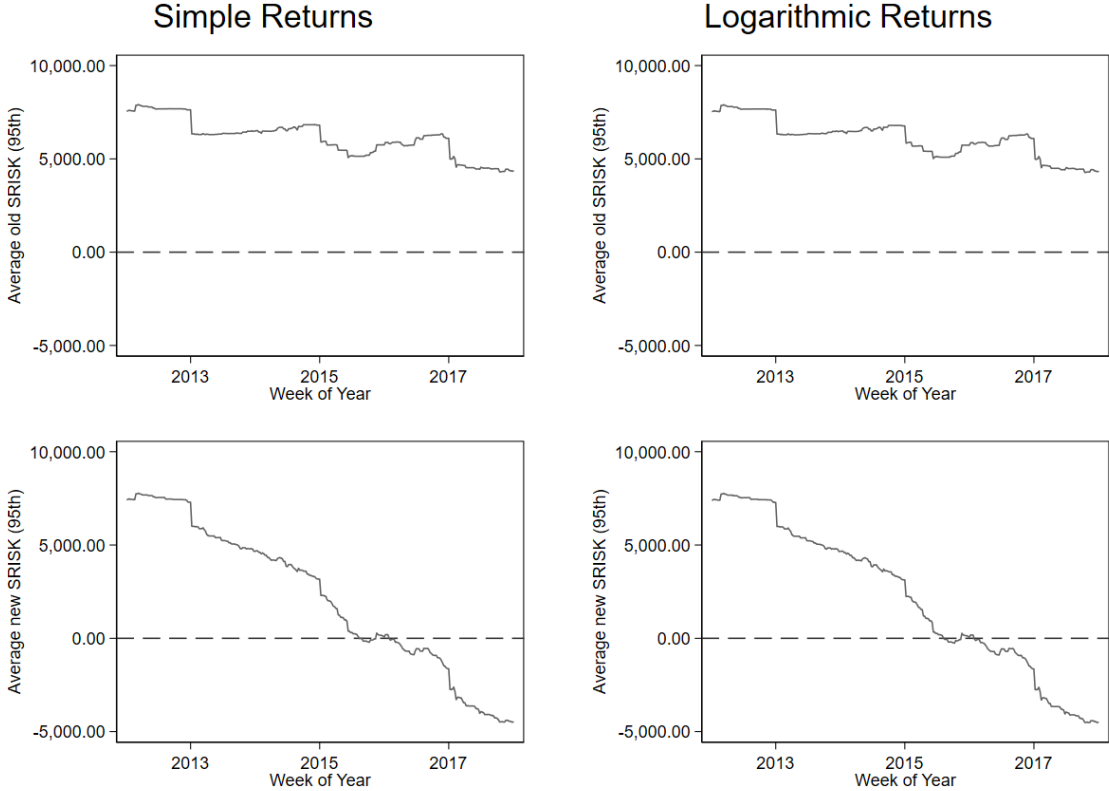 Simple Returns
Logarithmic Returns
Average old SRISK (95th)
10,000.00
5,000.00
0.00
-5,000.00
2013
2015
2017
Week of Year
Average old SRISK (95th)
10,000.00
5,000.00
0.00
-5,000.00
2013
2015
2017
Week of Year
Average new SRISK (95th)
10,000.00
5,000.00
0.00
-5,000.00
2013
2015
2017
Week of Year
Average new SRISK (95th)
10,000.00
5,000.00
0.00
-5,000.00
2013
2015
2017
Week of Year